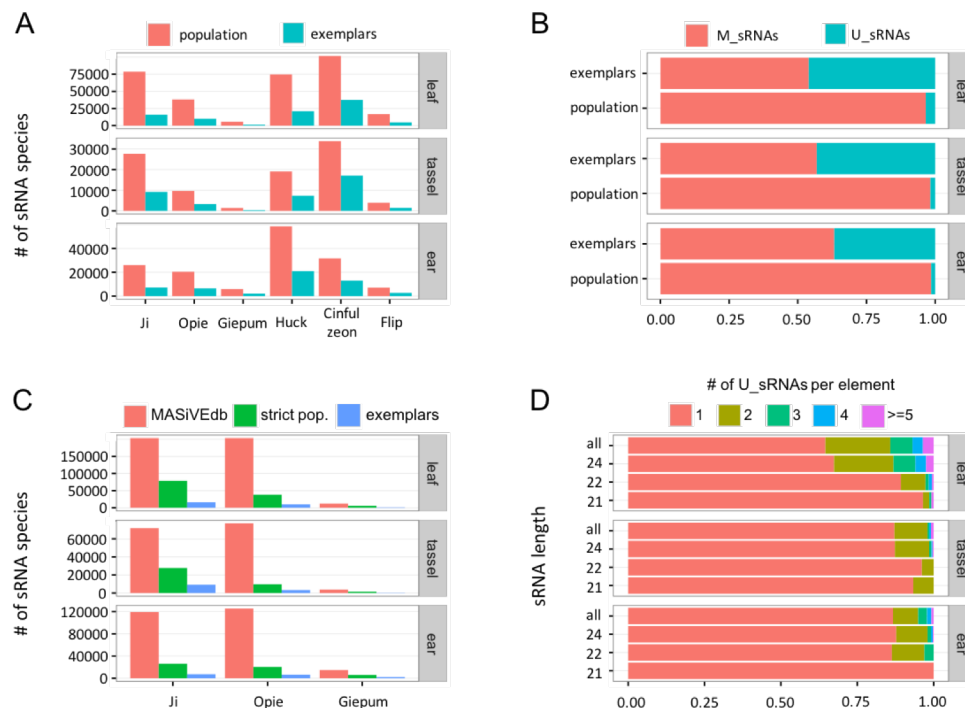 A
population exemplars
# of sRNA species
75000
50000
25000
0
leaf
30000
20000
10000
0
tassel
40000
20000
0
ear
Ji Opie Giepum Huck Cinful zeon Flip
B
M_sRNAs U_sRNAs
exemplars
population
leaf
exemplars
population
tassel
exemplars
population
ear
0.00 0.25 0.50 0.75 1.00
C
MASiVEdb strict pop. exemplars
# of sRNA species
150000
100000
50000
0
leaf
60000
40000
20000
0
tassel
120000
80000
40000
0
ear
Ji Opie Giepum
D
# of U_sRNAs per element
1 2 3 4 >=5
sRNA length
all
24
22
21
leaf
all
24
22
21
tassel
all
24
22
21
ear
0.00 0.25 0.50 0.75 1.00